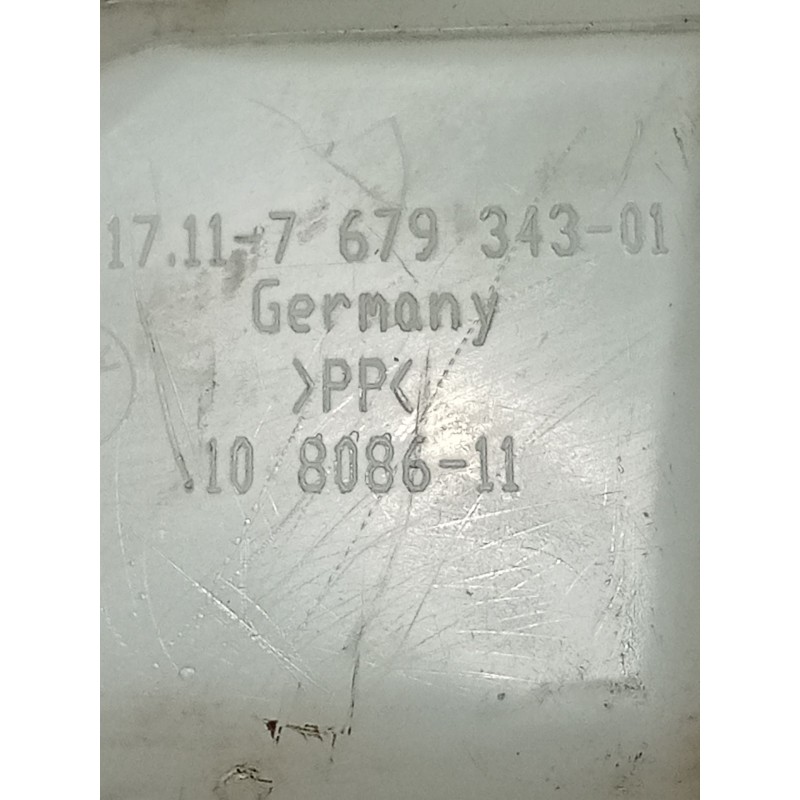 17.11-7 679 343-01
Germany
>PP<
10 8086-11